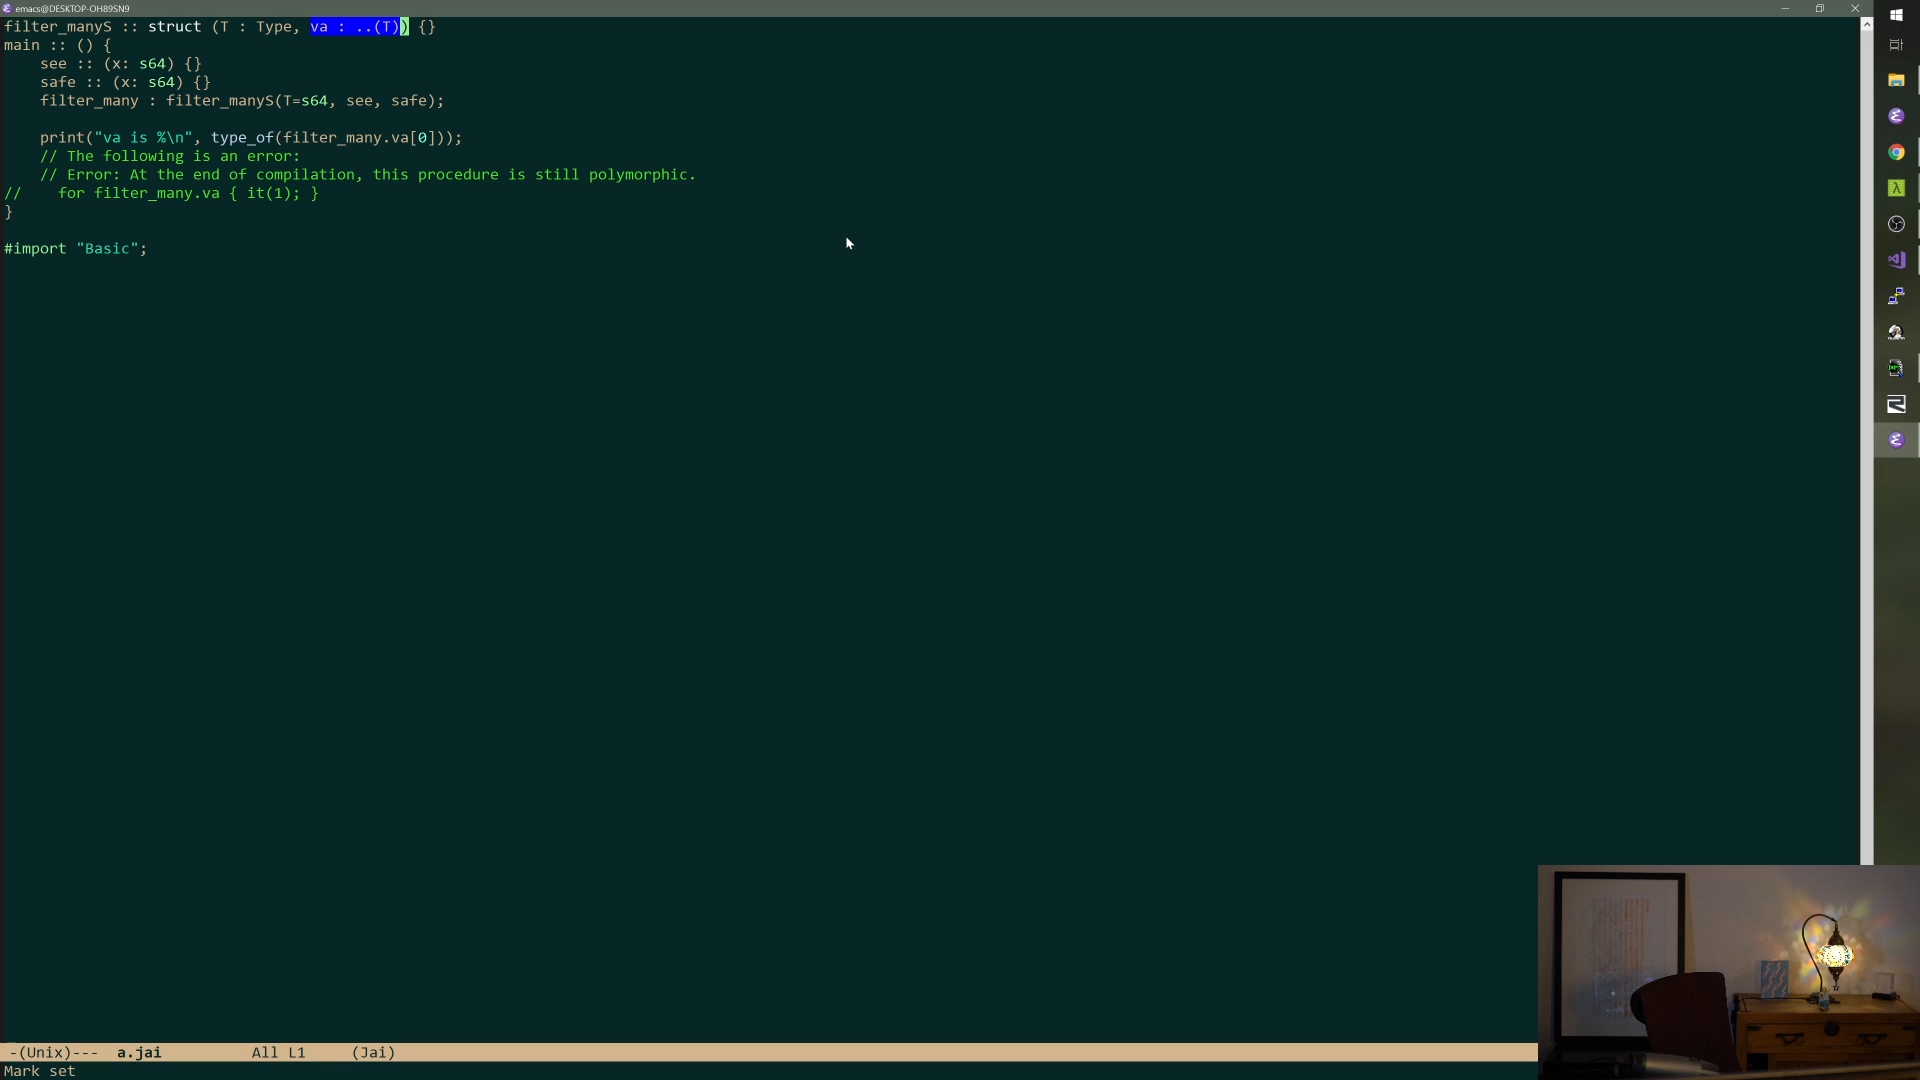 emacs@DESKTOP-OH89SN9
filter_manyS :: struct (T : Type, va : ..(T)) {}
main :: () {
    see :: (x: s64) {}
    safe :: (x: s64) {}
    filter_many : filter_manyS(T=s64, see, safe);
    print("va is %\n", type_of(filter_many.va[0]));
    // The following is an error:
    // Error: At the end of compilation, this procedure is still polymorphic.
//    for filter_many.va { it(1); }
}
#import "Basic";
-(Unix)---  a.jai          All L1     (Jai)
Mark set